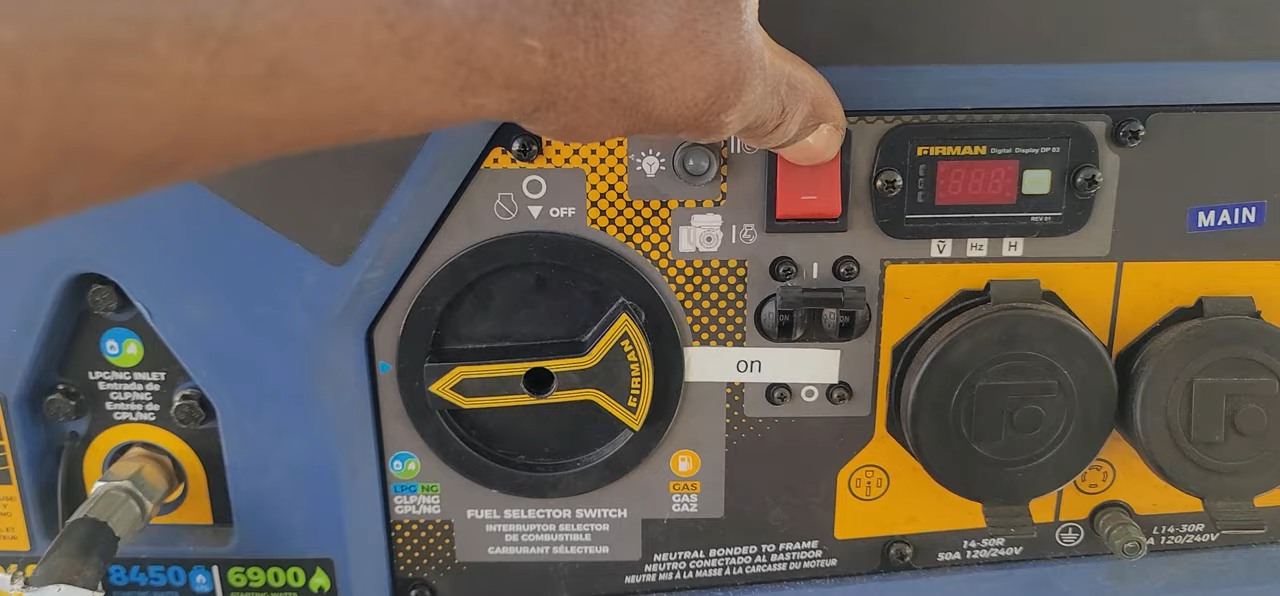 OFF
FIRMAN Digital Display DP 03
REV 01
Ṽ Hz H
MAIN
LPG/NG INLET
Entrada de
GLP/NG
Entrée de
GPL/NG
ON
on
FIRMAN
LPG NG
GLP/NG
GPL/NG
GAS
GAS
GAZ
FUEL SELECTOR SWITCH
INTERRUPTOR SELECTOR
DE COMBUSTIBLE
CARBURANT SÉLECTEUR
NEUTRAL BONDED TO FRAME
NEUTRO CONECTADO AL BASTIDOR
NEUTRE MIS À LA MASSE À LA CARCASSE DU MOTEUR
14-50R
50A 120/240V
L14-30R
A 120/240V
8450 LPG
6900